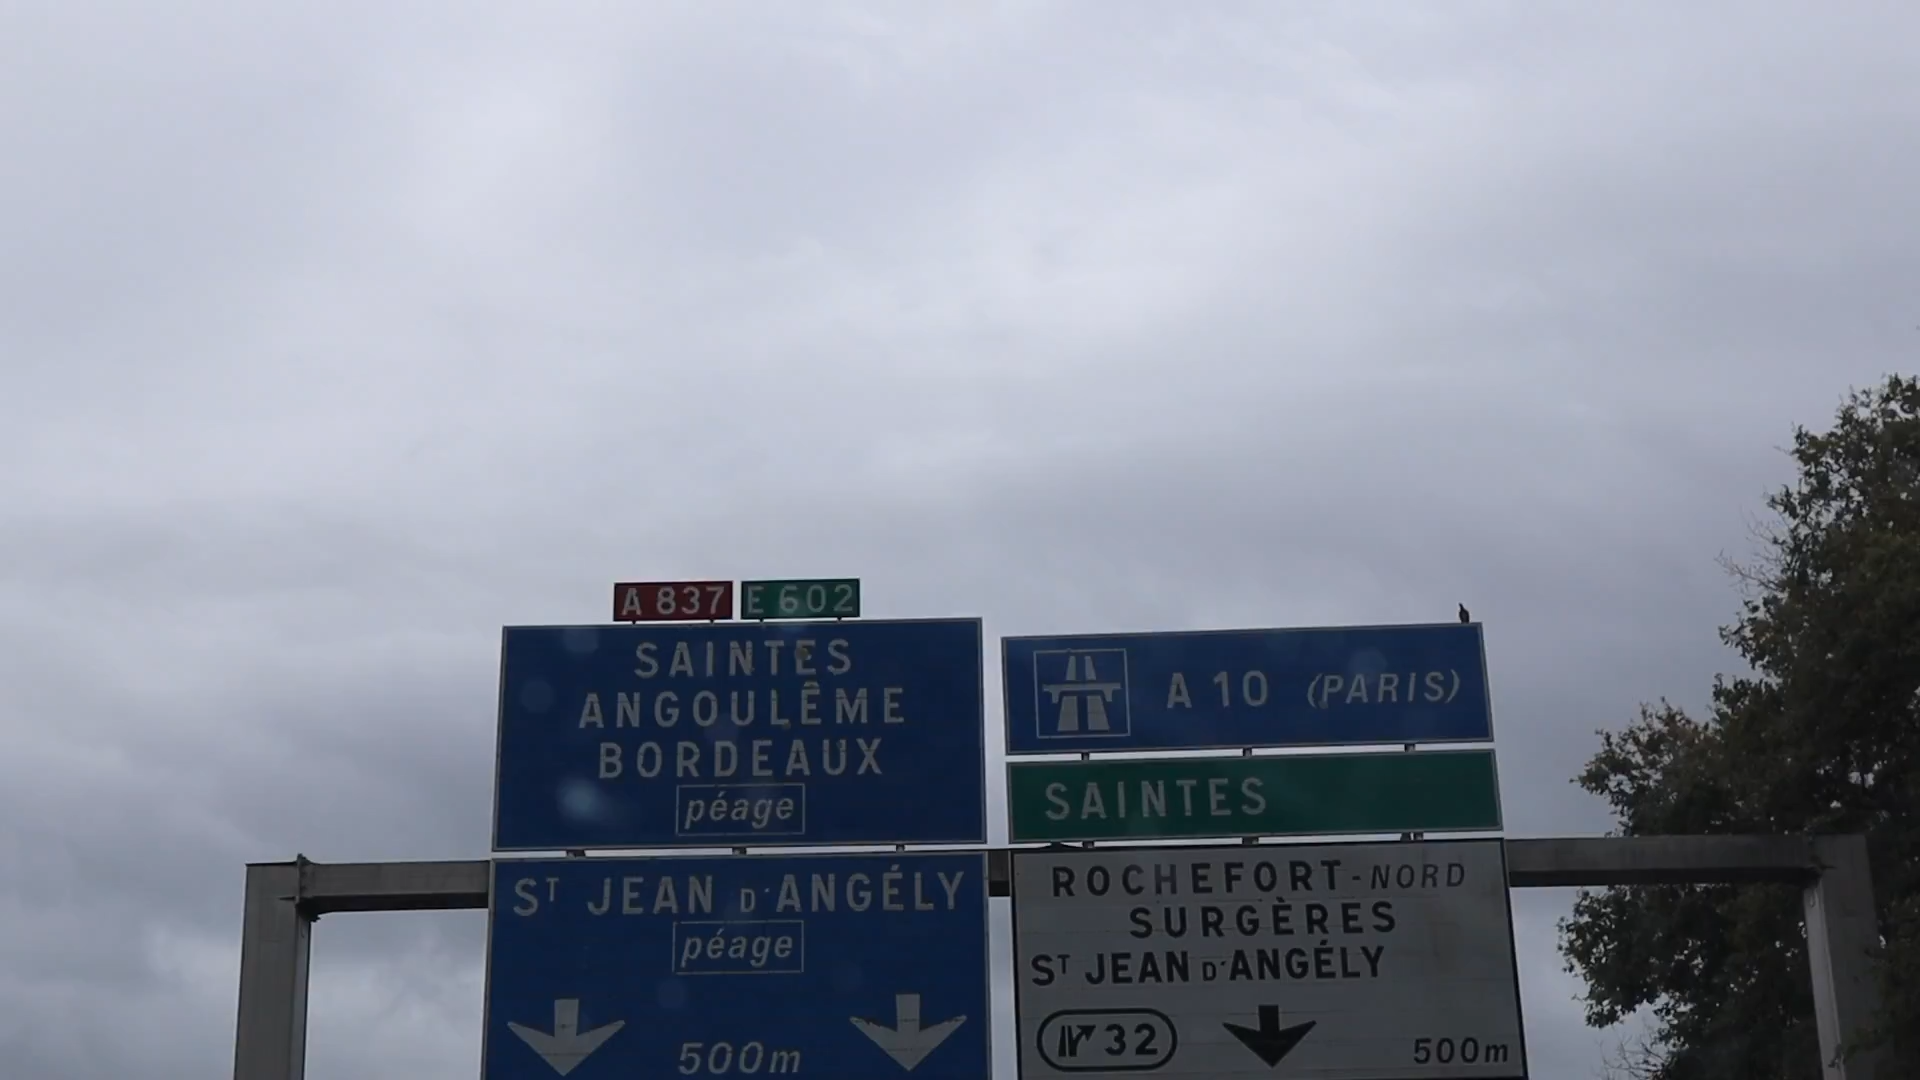 A 837
E 602
SAINTES
ANGOULÊME
BORDEAUX
péage
ST JEAN D'ANGÉLY
péage
500m
A 10 (PARIS)
SAINTES
ROCHEFORT-NORD
SURGÈRES
ST JEAN D'ANGÉLY
32
500m